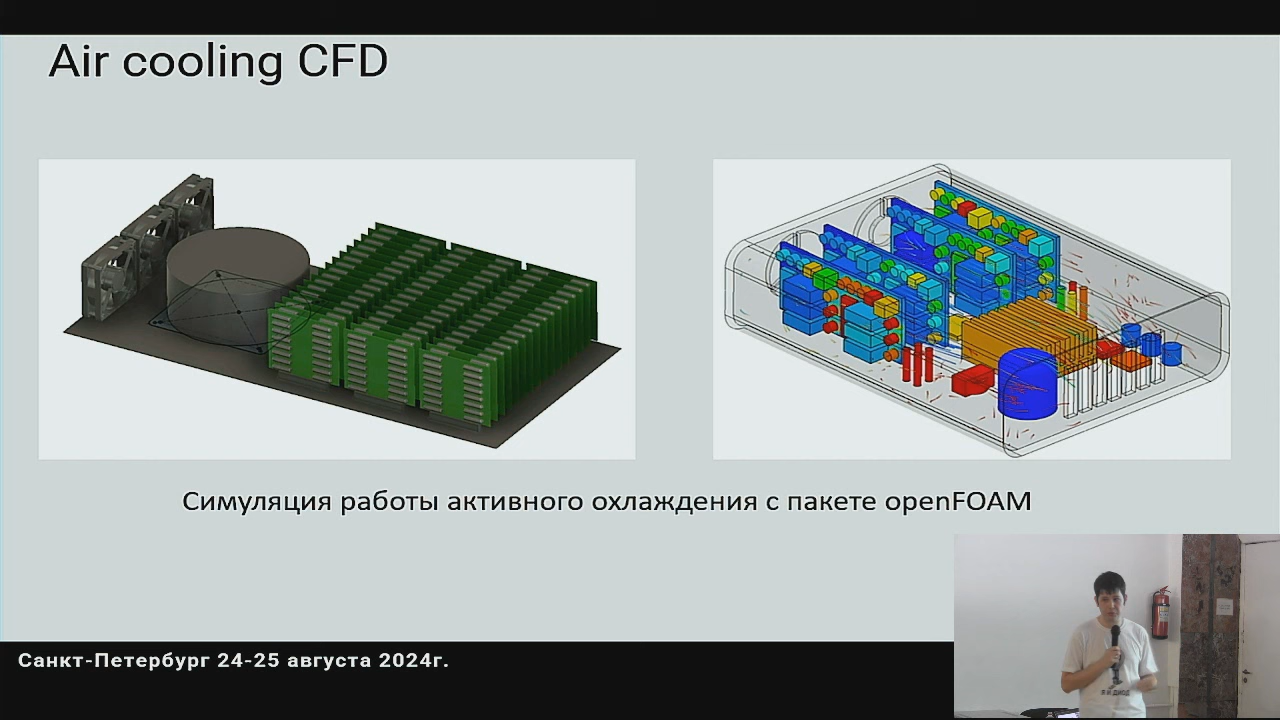 Air cooling CFD
Симуляция работы активного охлаждения с пакете openFOAM
Санкт-Петербург 24-25 августа 2024г.